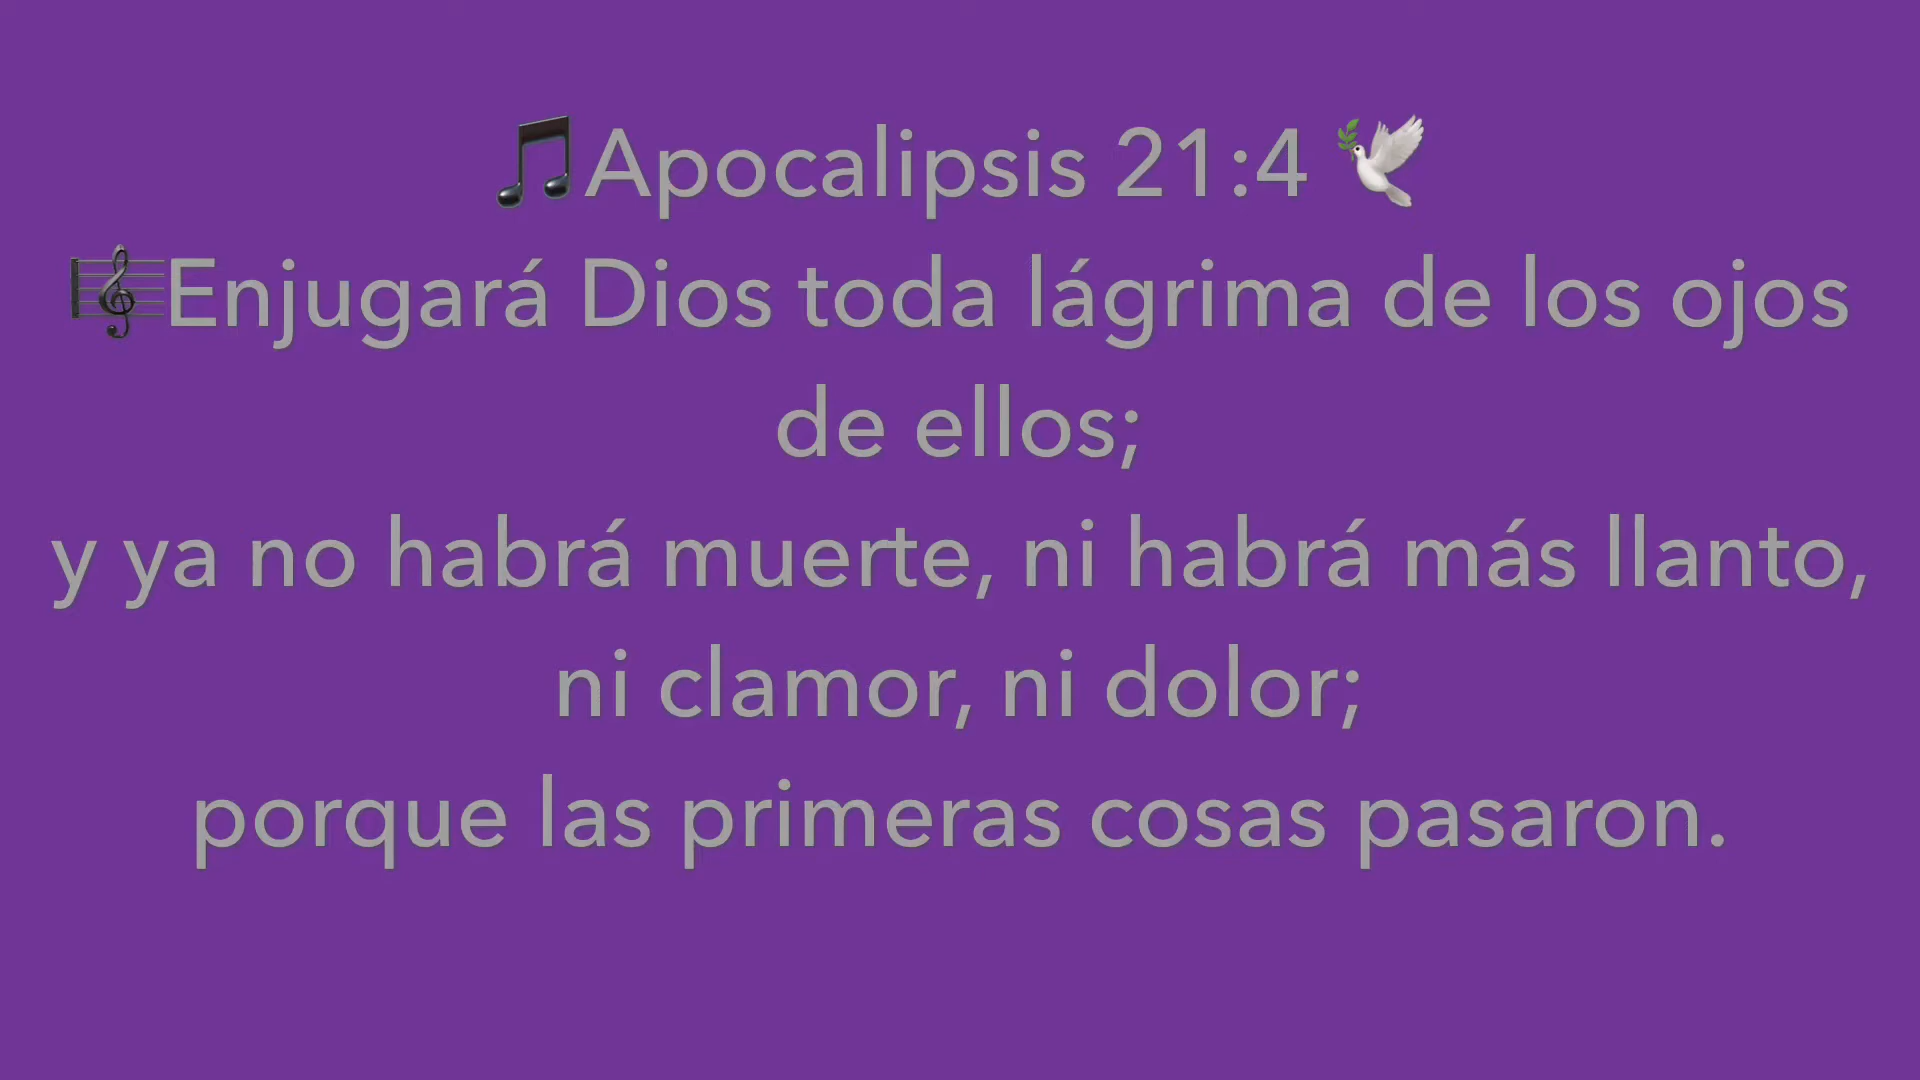 🎵Apocalipsis 21:4 🕊️
🎼Enjugará Dios toda lágrima de los ojos
de ellos;
y ya no habrá muerte, ni habrá más llanto,
ni clamor, ni dolor;
porque las primeras cosas pasaron.